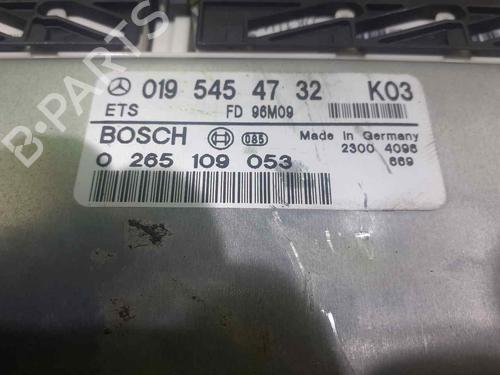 019 545 47 32 K03
ETS FD 96M09
BOSCH 085 Made in Germany
2300 4096
0 265 109 053 669
B-PARTS